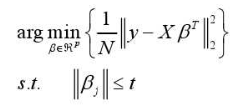 arg min_{β∈ℜ^p} { 1/N ‖y − Xβ^T‖_2^2 }
s.t. ‖β_j‖ ≤ t